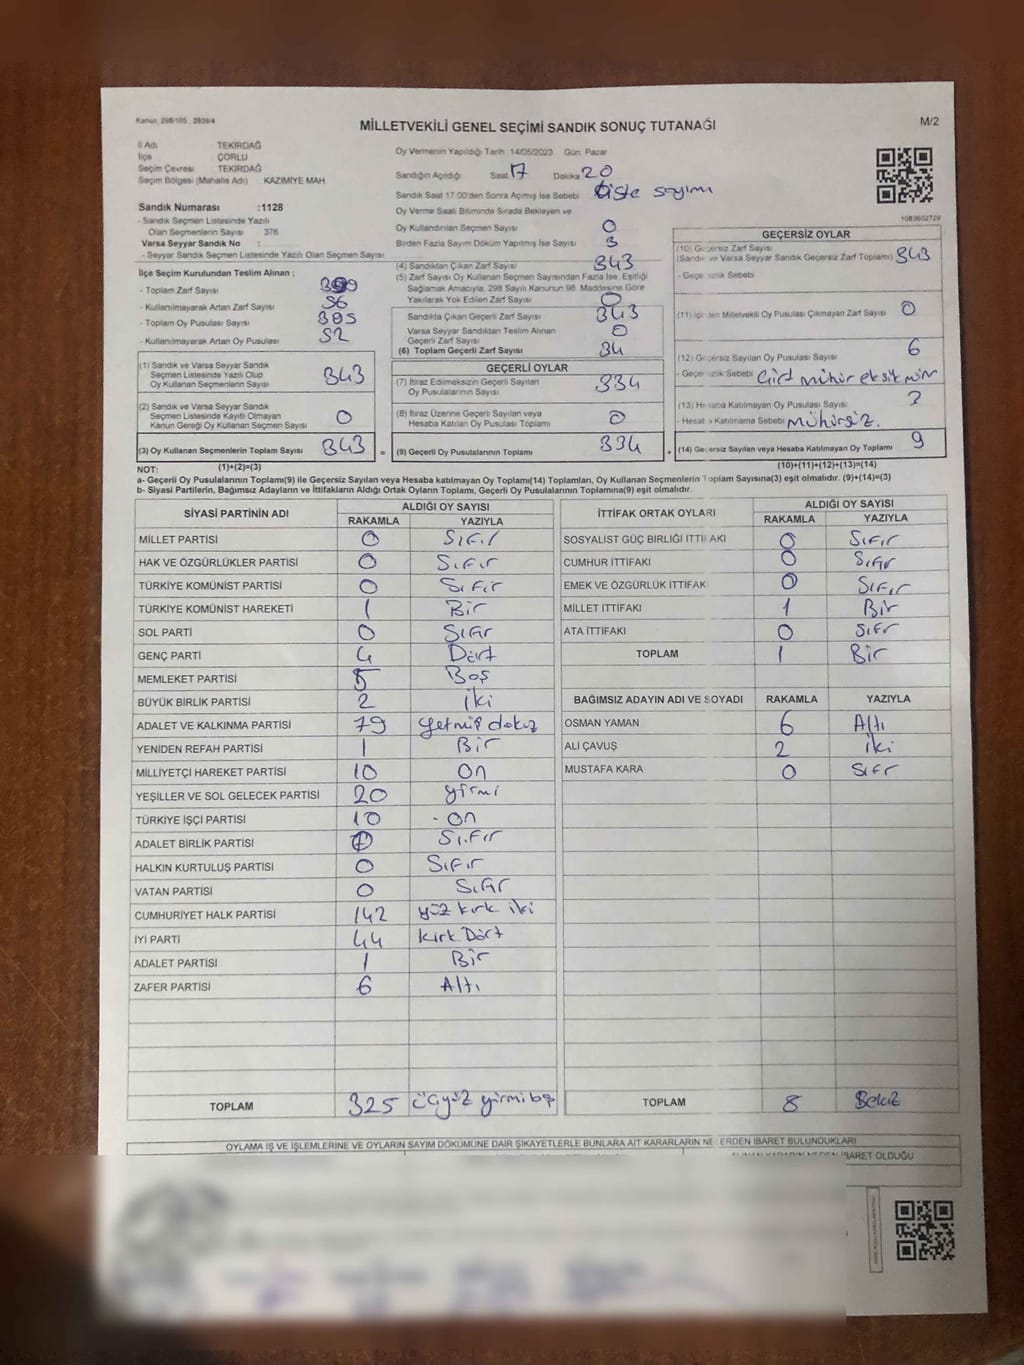 Kanun, 298/105 , 2839/4
MİLLETVEKİLİ GENEL SEÇİMİ SANDIK SONUÇ TUTANAĞI
M/2
İl Adı TEKİRDAĞ
İlçe ÇORLU
Seçim Çevresi TEKİRDAĞ
Seçim Bölgesi (Mahalle Adı) KAZIMİYE MAH.
Oy Vermenin Yapıldığı Tarih :14/05/2023 Gün: Pazar
Sandığın Açıldığı Saat 17 Dakika 20
Sandık Saat 17:00'den Sonra Açılmış İse Sebebi Liste sayımı
Oy Verme Saati Bitiminde Sırada Bekleyen ve
Oy Kullandırılan Seçmen Sayısı 0
Birden Fazla Sayım Döküm Yapılmış İse Sayısı 3
1083602729
Sandık Numarası :1128
- Sandık Seçmen Listesinde Yazılı
Olan Seçmenlerin Sayısı 376
Varsa Seyyar Sandık No :
- Seyyar Sandık Seçmen Listesinde Yazılı Olan Seçmen Sayısı
İlçe Seçim Kurulundan Teslim Alınan :
- Toplam Zarf Sayısı
- Kullanılmayarak Artan Zarf Sayısı 56
- Toplam Oy Pusulası Sayısı 395
- Kullanılmayarak Artan Oy Pusulası 52
(1) Sandık ve Varsa Seyyar Sandık
Seçmen Listesinde Yazılı Olup
Oy Kullanan Seçmenlerin Sayısı 343
(2) Sandık ve Varsa Seyyar Sandık
Seçmen Listesinde Kayıtlı Olmayan
Kanun Gereği Oy Kullanan Seçmen Sayısı 0
(3) Oy Kullanan Seçmenlerin Toplam Sayısı 343
(4) Sandıktan Çıkan Zarf Sayısı 343
(5) Zarf Sayısı Oy Kullanan Seçmen Sayısından Fazla İse, Eşitliği
Sağlamak Amacıyla, 298 Sayılı Kanunun 98. Maddesine Göre
Yakılarak Yok Edilen Zarf Sayısı 0
Sandıkta Çıkan Geçerli Zarf Sayısı 343
Varsa Seyyar Sandıktan Teslim Alınan
Geçerli Zarf Sayısı 0
(6) Toplam Geçerli Zarf Sayısı 34
GEÇERLİ OYLAR
(7) İtiraz Edilmeksizin Geçerli Sayılan
Oy Pusulalarının Sayısı 334
(8) İtiraz Üzerine Geçerli Sayılan veya
Hesaba Katılan Oy Pusulası Toplamı 0
= (9) Geçerli Oy Pusulalarının Toplamı 334
GEÇERSİZ OYLAR
(10) Geçersiz Zarf Sayısı
(Sandık ve Varsa Seyyar Sandık Geçersiz Zarf Toplamı) 343
- Geçersizlik Sebebi
(11) İçinden Milletvekili Oy Pusulası Çıkmayan Zarf Sayısı 0
(12) Geçersiz Sayılan Oy Pusulası Sayısı 6
- Geçersizlik Sebebi Çift mühür eksik mühür
(13) Hesaba Katılmayan Oy Pusulası Sayısı
- Hesaba Katılmama Sebebi mühürsüz.
+ (14) Geçersiz Sayılan veya Hesaba Katılmayan Oy Toplamı 9
NOT: (1)+(2)=(3) (10)+(11)+(12)+(13)=(14)
a- Geçerli Oy Pusulalarının Toplamı(9) ile Geçersiz Sayılan veya Hesaba katılmayan Oy Toplamı(14) Toplamları, Oy Kullanan Seçmenlerin Toplam Sayısına(3) eşit olmalıdır. (9)+(14)=(3)
b- Siyasi Partilerin, Bağımsız Adayların ve İttifakların Aldığı Ortak Oyların Toplamı, Geçerli Oy Pusulalarının Toplamına(9) eşit olmalıdır.
SİYASİ PARTİNİN ADI ALDIĞI OY SAYISI
RAKAMLA YAZIYLA
MİLLET PARTİSİ 0 Sıfır
HAK VE ÖZGÜRLÜKLER PARTİSİ 0 Sıfır
TÜRKİYE KOMÜNİST PARTİSİ 0 Sıfır
TÜRKİYE KOMÜNİST HAREKETİ 1 Bir
SOL PARTİ 0 Sıfır
GENÇ PARTİ 4 Dört
MEMLEKET PARTİSİ 5 Beş
BÜYÜK BİRLİK PARTİSİ 2 iki
ADALET VE KALKINMA PARTİSİ 79 yetmiş dokuz
YENİDEN REFAH PARTİSİ 1 Bir
MİLLİYETÇİ HAREKET PARTİSİ 10 On
YEŞİLLER VE SOL GELECEK PARTİSİ 20 yirmi
TÜRKİYE İŞÇİ PARTİSİ 10 - on
ADALET BİRLİK PARTİSİ Sıfır
HALKIN KURTULUŞ PARTİSİ 0 Sıfır
VATAN PARTİSİ 0 Sıfır
CUMHURİYET HALK PARTİSİ 142 yüz kırk iki
İYİ PARTİ 44 kırk Dört
ADALET PARTİSİ 1 Bir
ZAFER PARTİSİ 6 Altı
TOPLAM 325 üçyüz yirmi beş
İTTİFAK ORTAK OYLARI ALDIĞI OY SAYISI
RAKAMLA YAZIYLA
SOSYALİST GÜÇ BİRLİĞİ İTTİFAKI 0 Sıfır
CUMHUR İTTİFAKI 0 Sıfır
EMEK VE ÖZGÜRLÜK İTTİFAKI 0 Sıfır
MİLLET İTTİFAKI 1 Bir
ATA İTTİFAKI 0 Sıfır
TOPLAM 1 Bir
BAĞIMSIZ ADAYIN ADI VE SOYADI RAKAMLA YAZIYLA
OSMAN YAMAN 6 Altı
ALİ ÇAVUŞ 2 iki
MUSTAFA KARA 0 Sıfır
TOPLAM 8 Sekiz
OYLAMA İŞ VE İŞLEMLERİNE VE OYLARIN SAYIM DÖKÜMÜNE DAİR ŞİKAYETLERLE BUNLARA AİT KARARLARIN NELERDEN İBARET BULUNDUKLARI
İBARET OLDUĞU